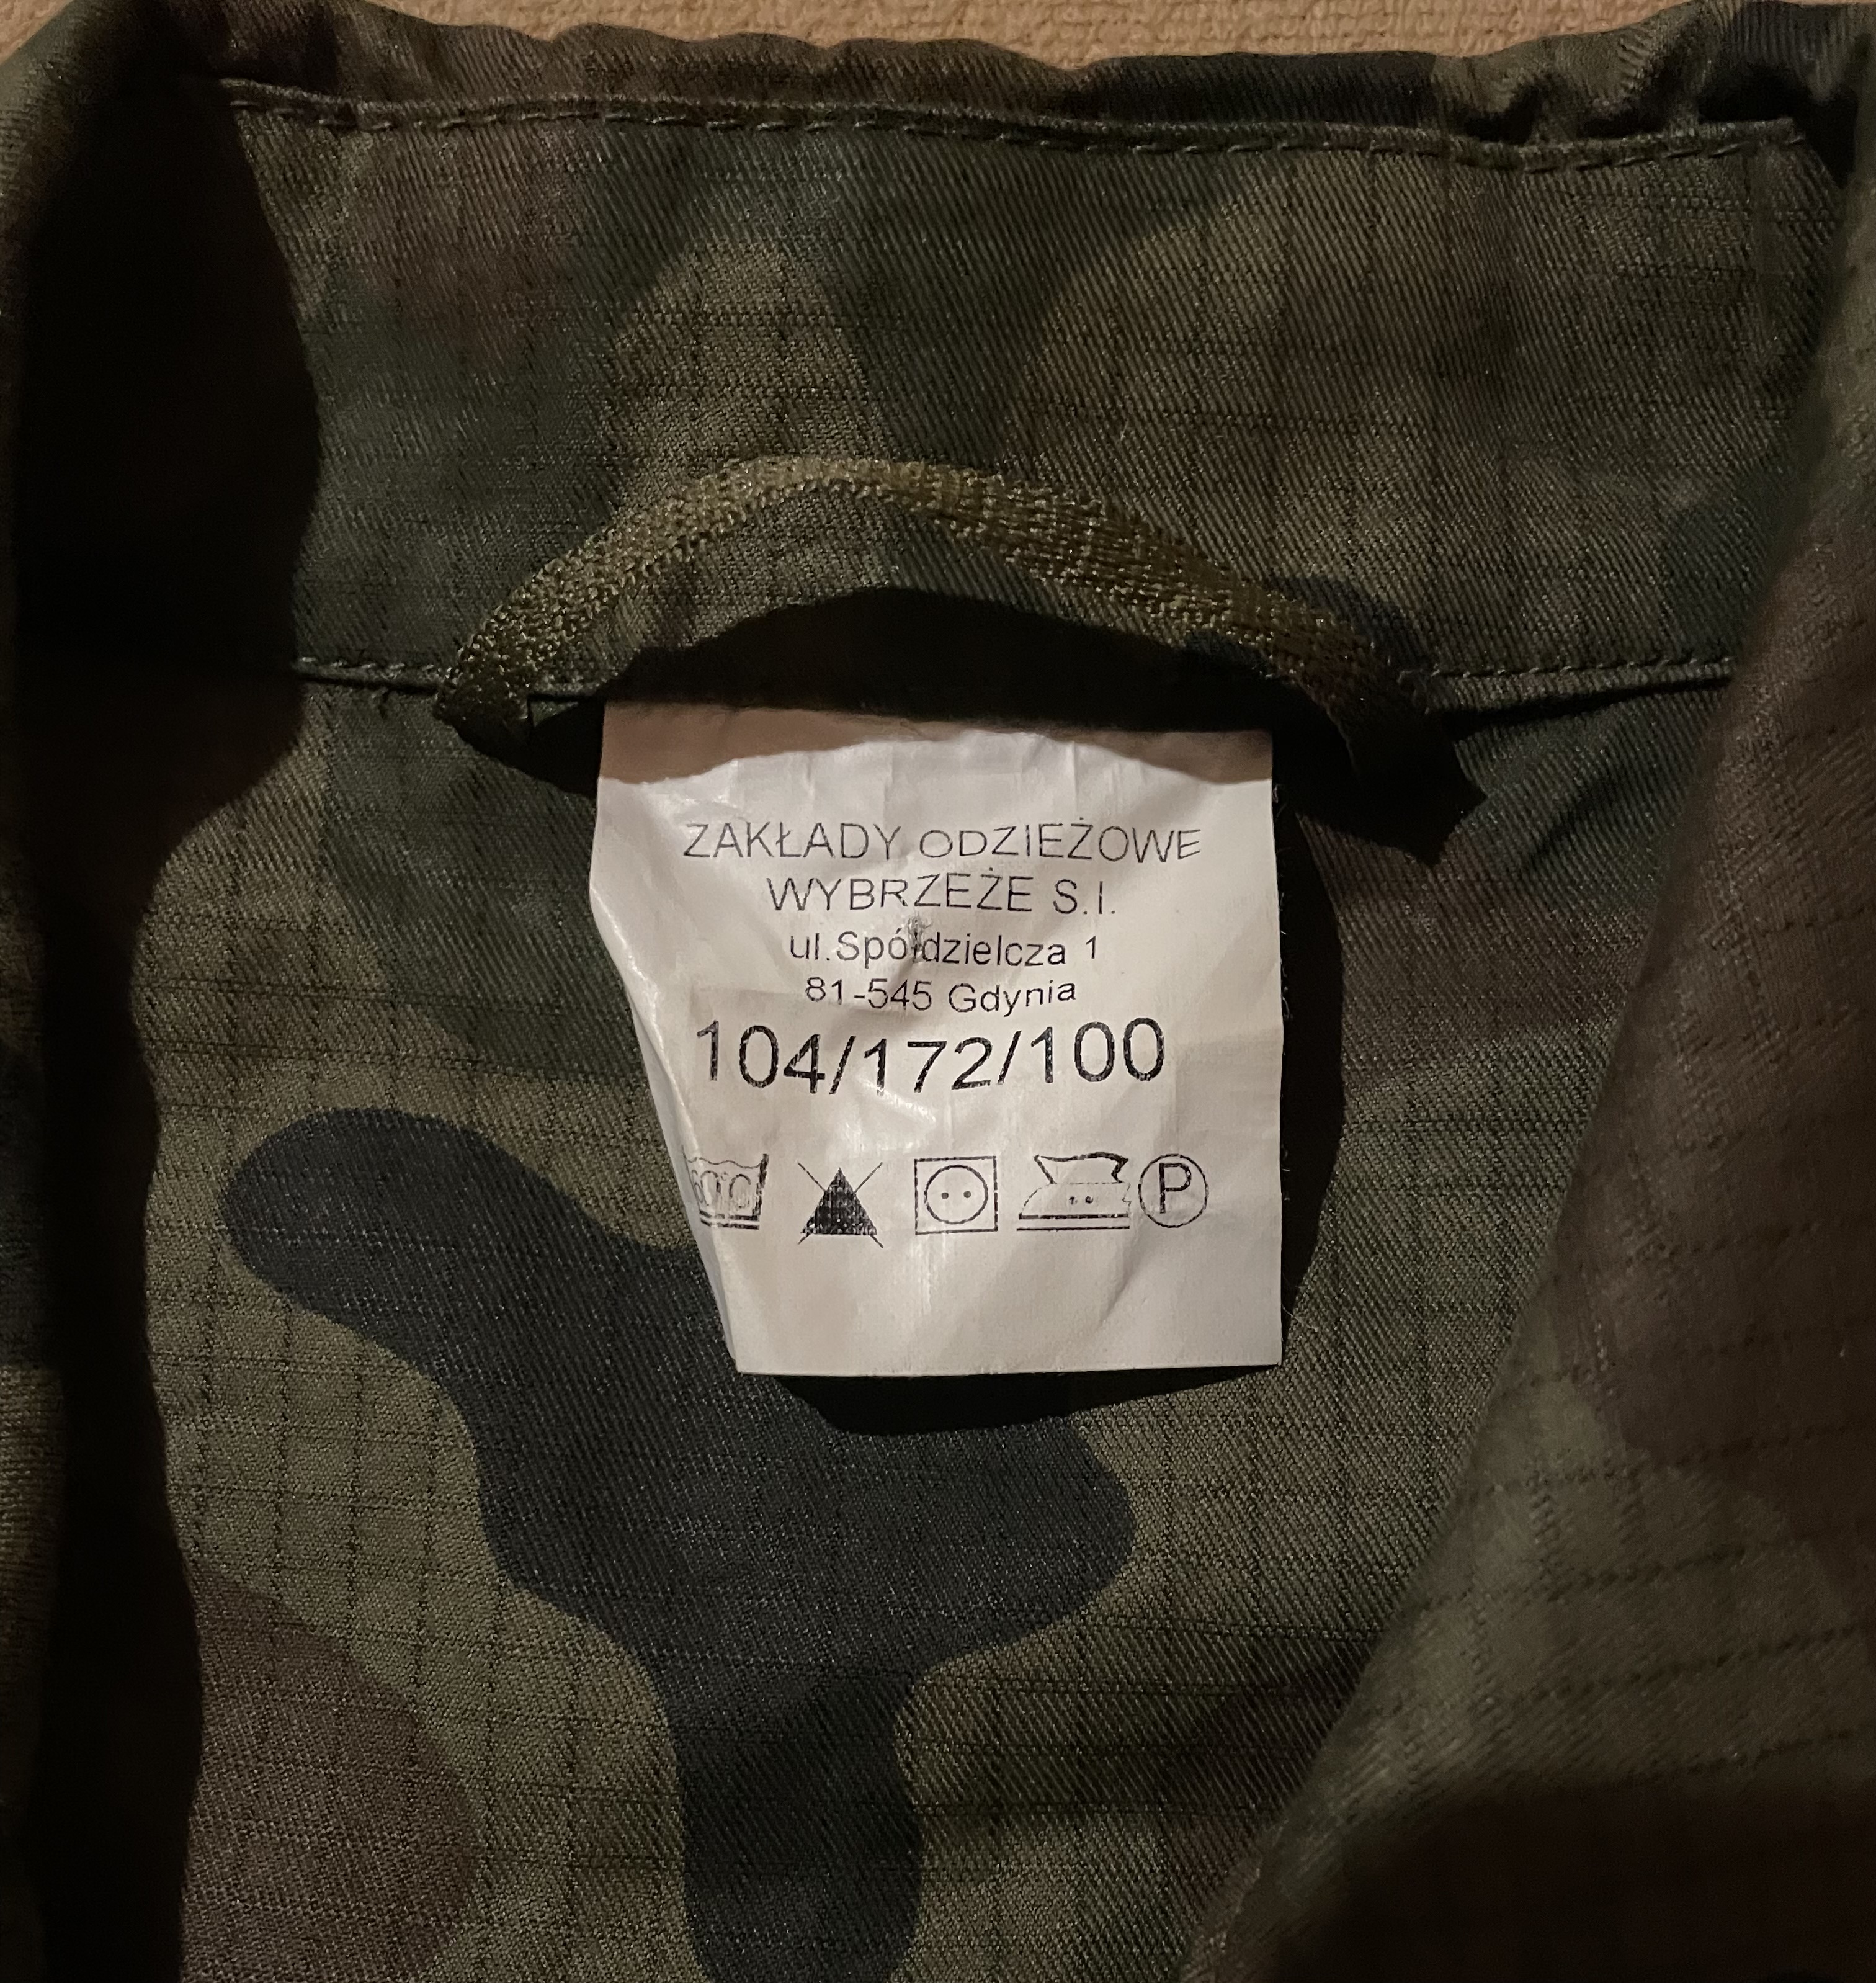 ZAKŁADY ODZIEŻOWE
WYBRZEŻE S.I.
ul.Spółdzielcza 1
81-545 Gdynia
104/172/100
P